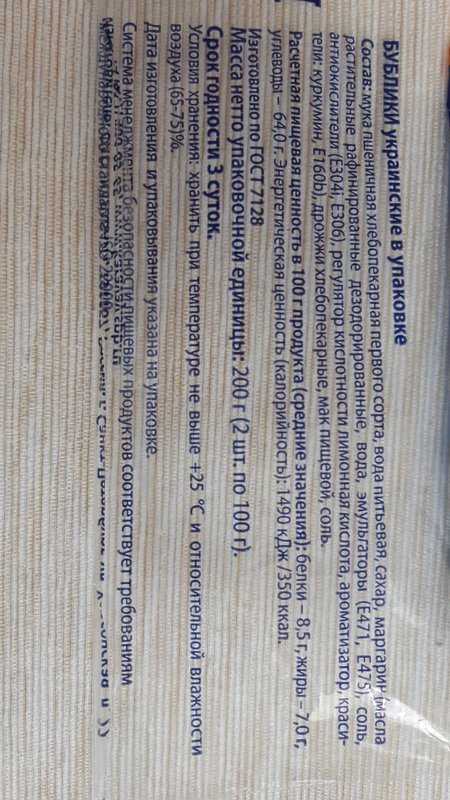 БУБЛИКИ украинские в упаковке
Состав: мука пшеничная хлебопекарная первого сорта, вода питьевая, сахар, маргарин (масла
растительные рафинированные дезодорированные, вода, эмульгаторы (Е471, Е475), соль,
антиокислители (Е304i, Е306), регулятор кислотности лимонная кислота, ароматизатор, краси-
тели: куркумин, Е160b), дрожжи хлебопекарные, мак пищевой, соль.
Расчетная пищевая ценность в 100 г продукта (средние значения): белки – 8,5 г, жиры – 7,0 г,
углеводы – 64,0 г. Энергетическая ценность (калорийность): 1490 кДж /350 ккал.
Изготовлено по ГОСТ 7128
Масса нетто упаковочной единицы: 200 г (2 шт. по 100 г).
Срок годности 3 суток.
Условия хранения: хранить при температуре не выше +25 °С и относительной влажности
воздуха (65-75)%.
Дата изготовления и упаковывания указана на упаковке.
Система менеджмента безопасности пищевых продуктов соответствует требованиям